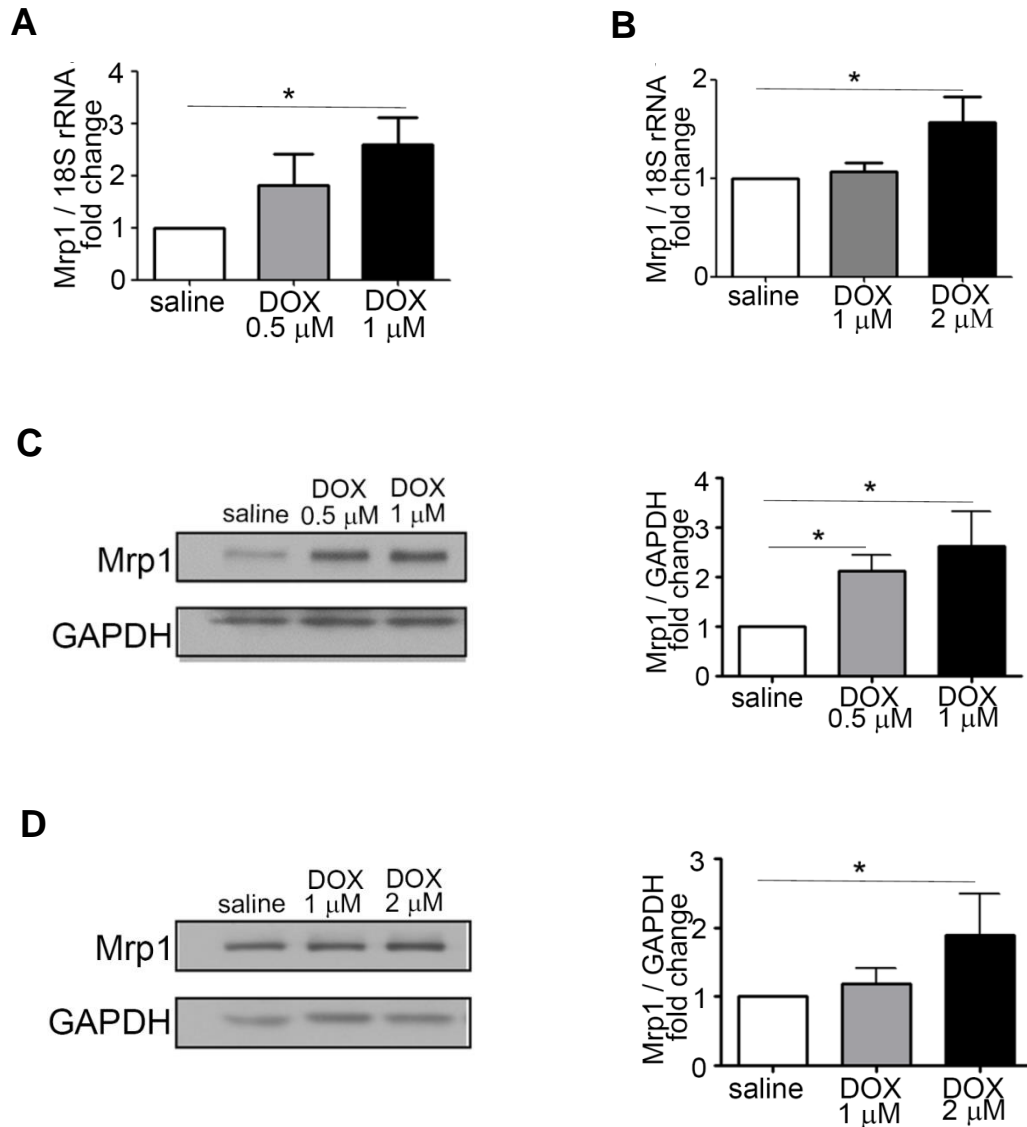 A
Mrp1 / 18S rRNA
fold change
4
3
2
1
0
*
saline
DOX
0.5 μM
DOX
1 μM
B
Mrp1 / 18S rRNA
fold change
2
1
0
*
saline
DOX
1 μM
DOX
2 μM
C
saline
DOX
0.5 μM
DOX
1 μM
Mrp1
GAPDH
Mrp1 / GAPDH
fold change
4
3
2
1
0
*
*
saline
DOX
0.5 μM
DOX
1 μM
D
saline
DOX
1 μM
DOX
2 μM
Mrp1
GAPDH
Mrp1 / GAPDH
fold change
3
2
1
0
*
saline
DOX
1 μM
DOX
2 μM